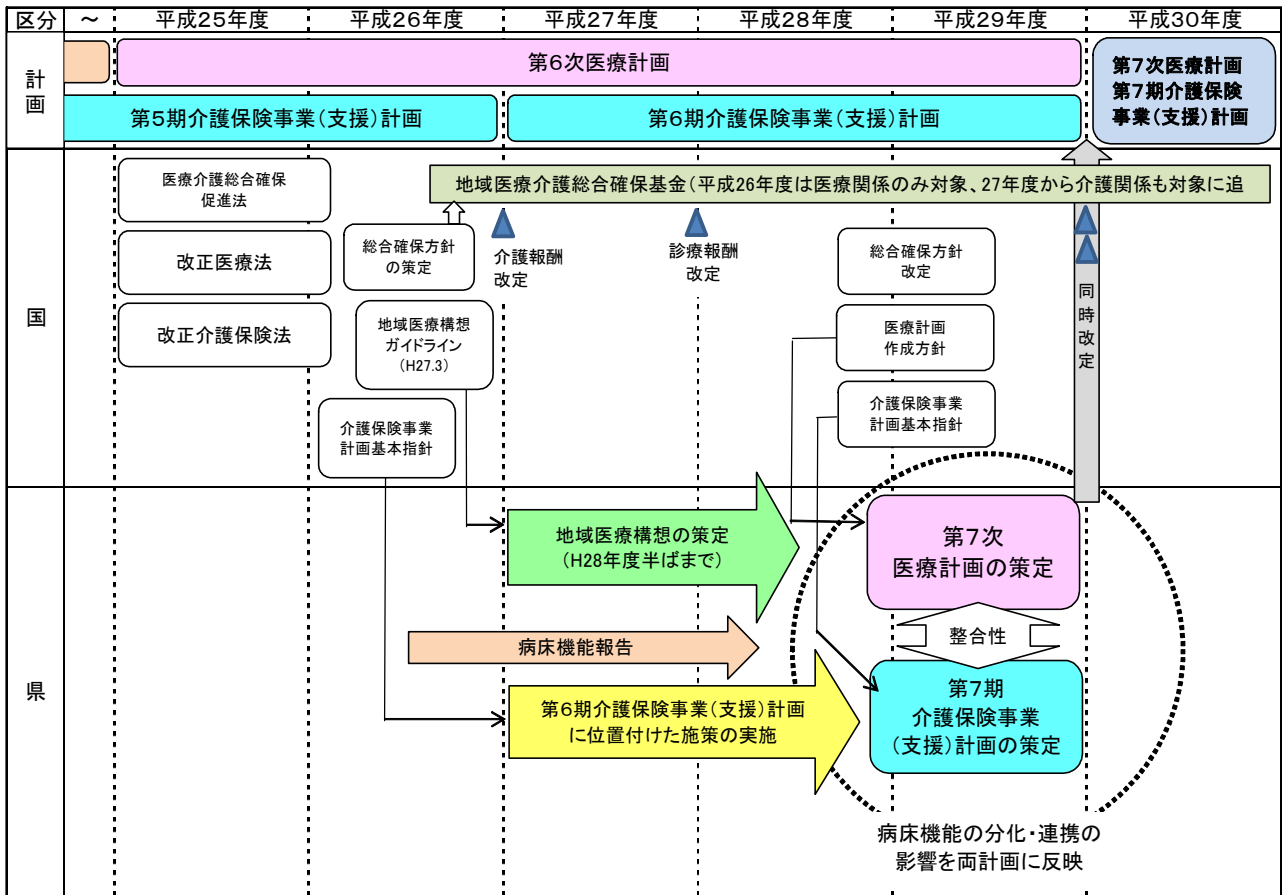 区分
～
平成25年度
平成26年度
平成27年度
平成28年度
平成29年度
平成30年度
計
画
第6次医療計画
第7次医療計画
第7期介護保険
事業(支援)計画
第5期介護保険事業(支援)計画
第6期介護保険事業(支援)計画
国
医療介護総合確保
促進法
改正医療法
改正介護保険法
地域医療介護総合確保基金(平成26年度は医療関係のみ対象、27年度から介護関係も対象に追
総合確保方針
の策定
介護報酬
改定
診療報酬
改定
総合確保方針
改定
同
時
改
定
地域医療構想
ガイドライン
(H27.3)
医療計画
作成方針
介護保険事業
計画基本指針
介護保険事業
計画基本指針
県
地域医療構想の策定
(H28年度半ばまで)
第7次
医療計画の策定
病床機能報告
整合性
第6期介護保険事業(支援)計画
に位置付けた施策の実施
第7期
介護保険事業
(支援)計画の策定
病床機能の分化・連携の
影響を両計画に反映